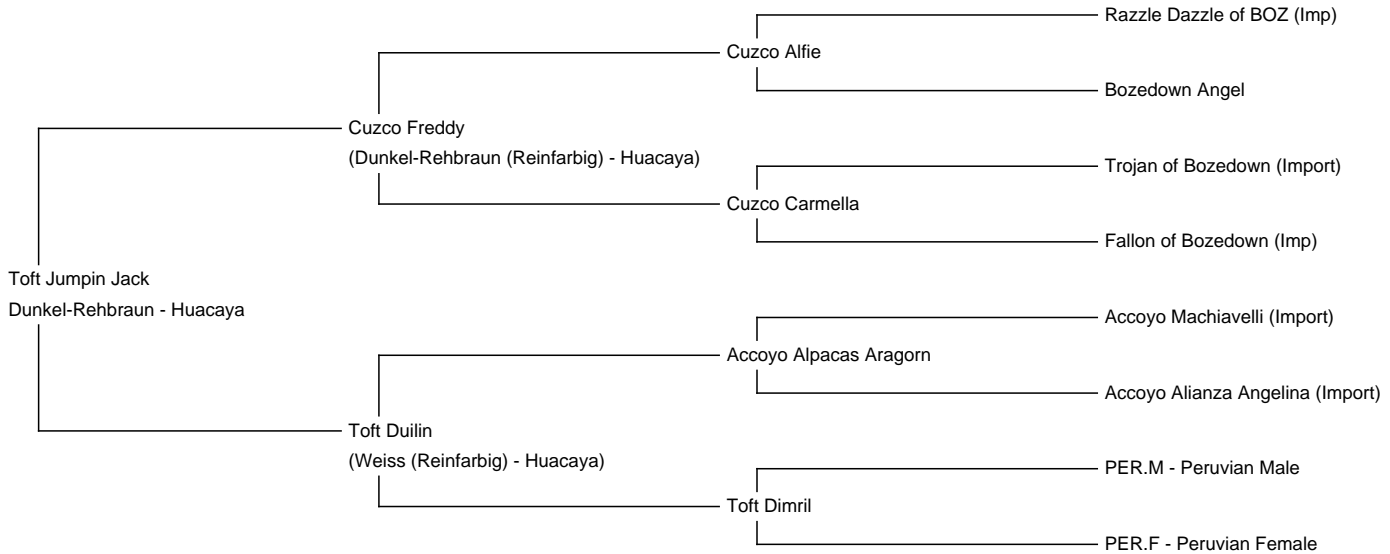 Razzle Dazzle of BOZ (Imp)
Cuzco Alfie
Bozedown Angel
Cuzco Freddy
(Dunkel-Rehbraun (Reinfarbig) - Huacaya)
Trojan of Bozedown (Import)
Cuzco Carmella
Fallon of Bozedown (Imp)
Toft Jumpin Jack
Dunkel-Rehbraun - Huacaya
Accoyo Machiavelli (Import)
Accoyo Alpacas Aragorn
Accoyo Alianza Angelina (Import)
Toft Duilin
(Weiss (Reinfarbig) - Huacaya)
PER.M - Peruvian Male
Toft Dimril
PER.F - Peruvian Female